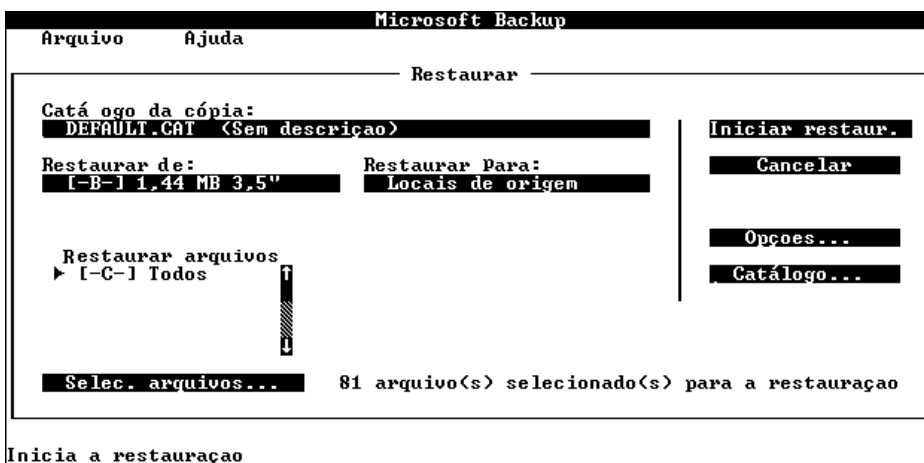 Microsoft Backup
Arquivo Ajuda
Restaurar
Catá ogo da cópia:
DEFAULT.CAT (Sem descriçao)
Iniciar restaur.
Restaurar de:
Restaurar Para:
Cancelar
[-B-] 1,44 MB 3,5"
Locais de origem
Opçoes...
Restaurar arquivos
[-C-] Todos
Catálogo...
Selec. arquivos...
81 arquivo(s) selecionado(s) para a restauraçao
Inicia a restauraçao